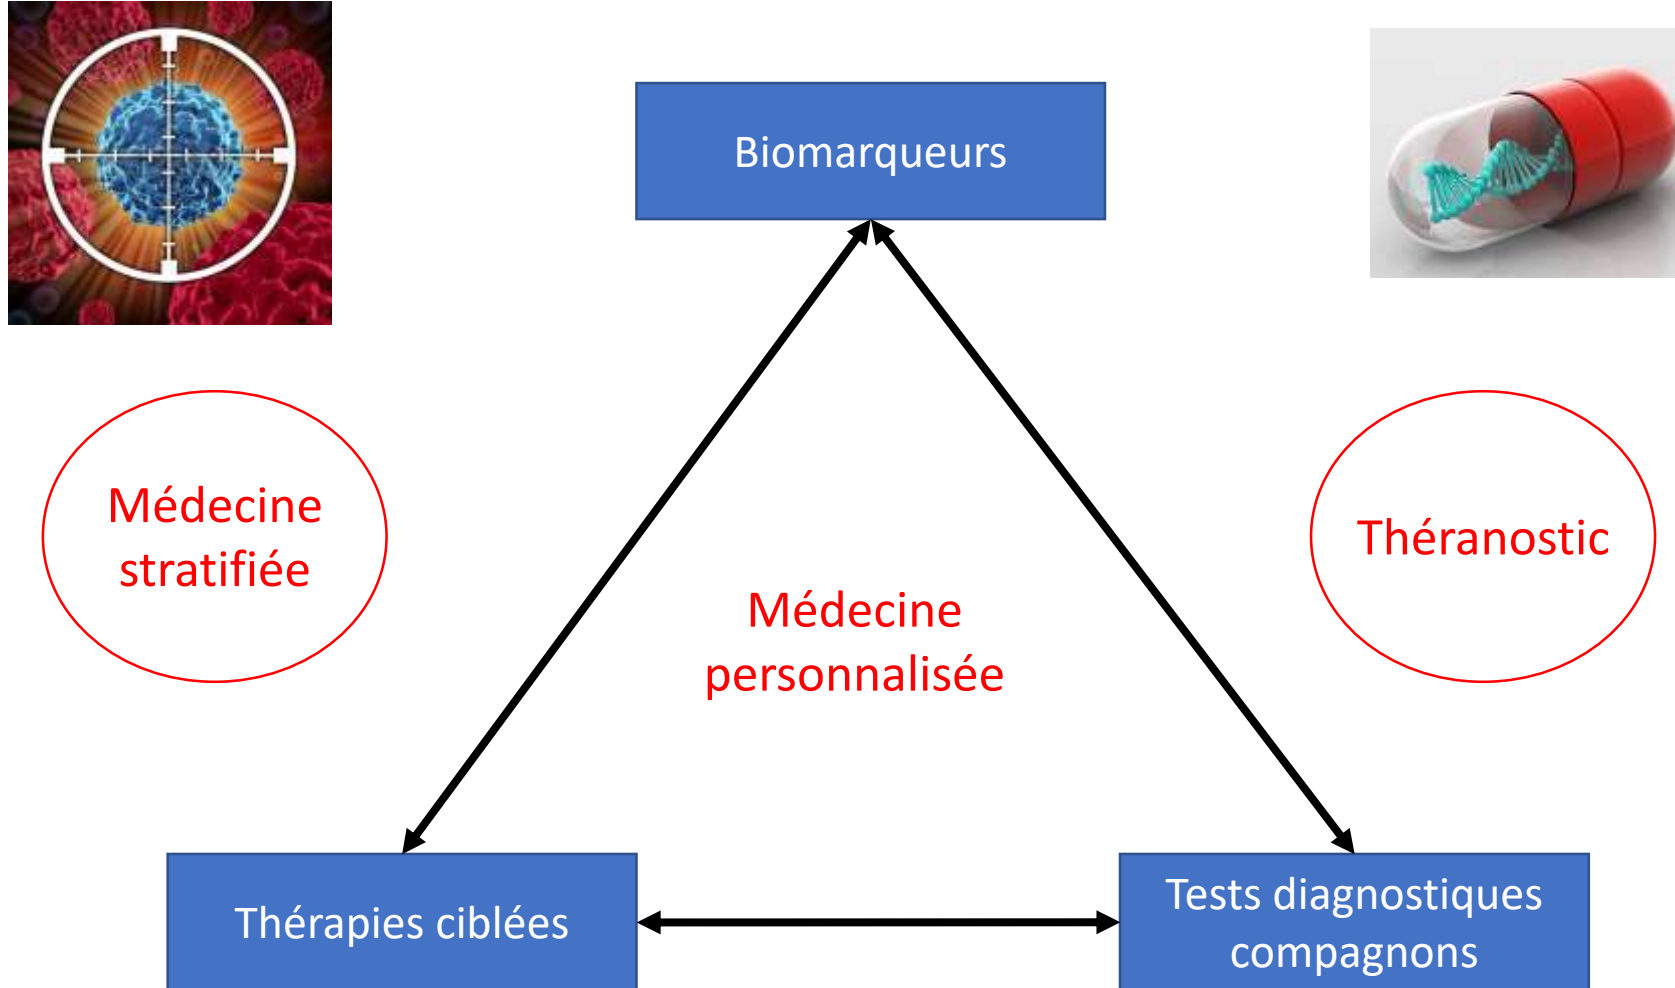 Biomarqueurs
Médecine
stratifiée
Théranostic
Médecine
personnalisée
Thérapies ciblées
Tests diagnostiques
compagnons